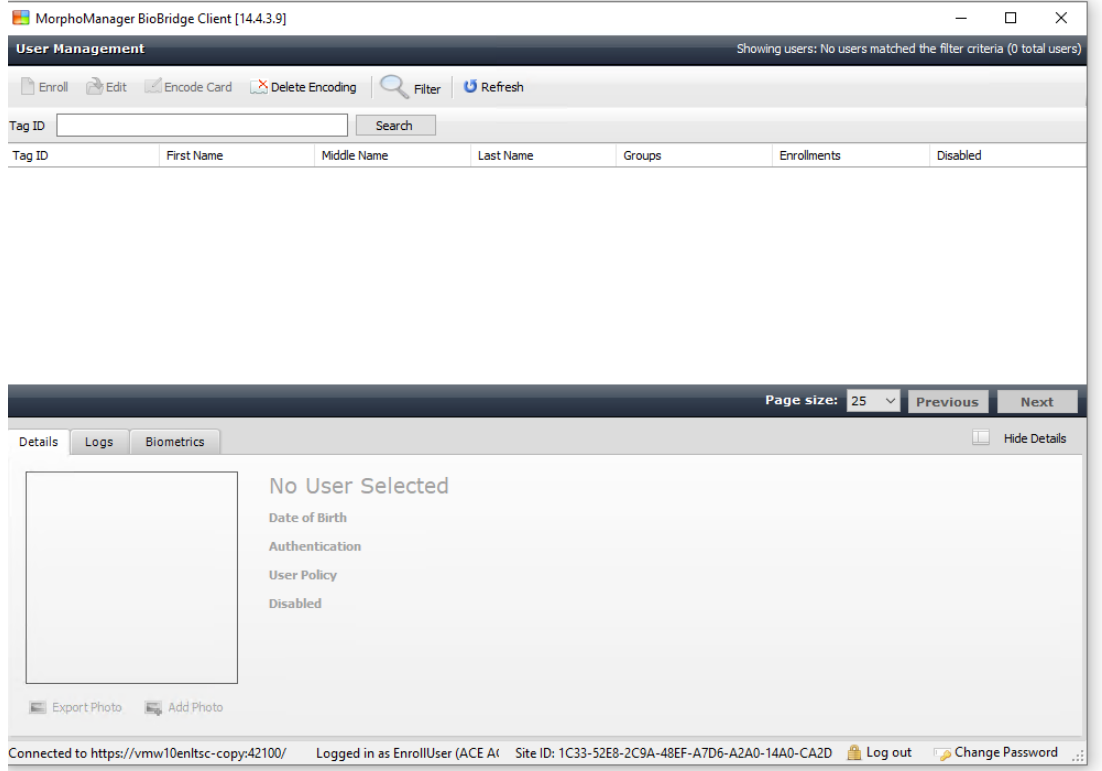 MorphoManager BioBridge Client [14.4.3.9]
User Management Showing users: No users matched the filter criteria (0 total users)
Enroll Edit Encode Card Delete Encoding Filter Refresh
Tag ID Search
Tag ID First Name Middle Name Last Name Groups Enrollments Disabled
Page size: 25 Previous Next
Details Logs Biometrics Hide Details
No User Selected
Date of Birth
Authentication
User Policy
Disabled
Export Photo Add Photo
Connected to https://vmw10enltsc-copy:42100/ Logged in as EnrollUser (ACE A Site ID: 1C33-52E8-2C9A-48EF-A7D6-A2A0-14A0-CA2D Log out Change Password